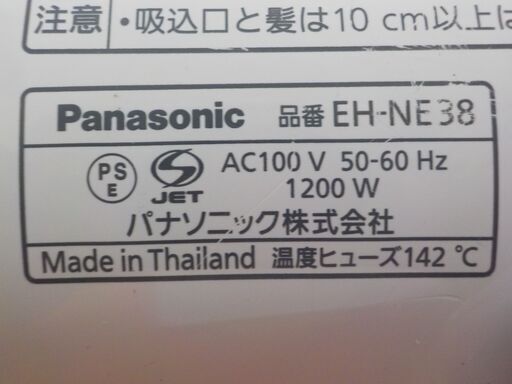 注意 ・吸込口と髪は10 cm以上は
Panasonic 品番 EH-NE38
PS E JET AC100 V 50-60 Hz
1200 W
パナソニック株式会社
Made in Thailand 温度ヒューズ142 ℃